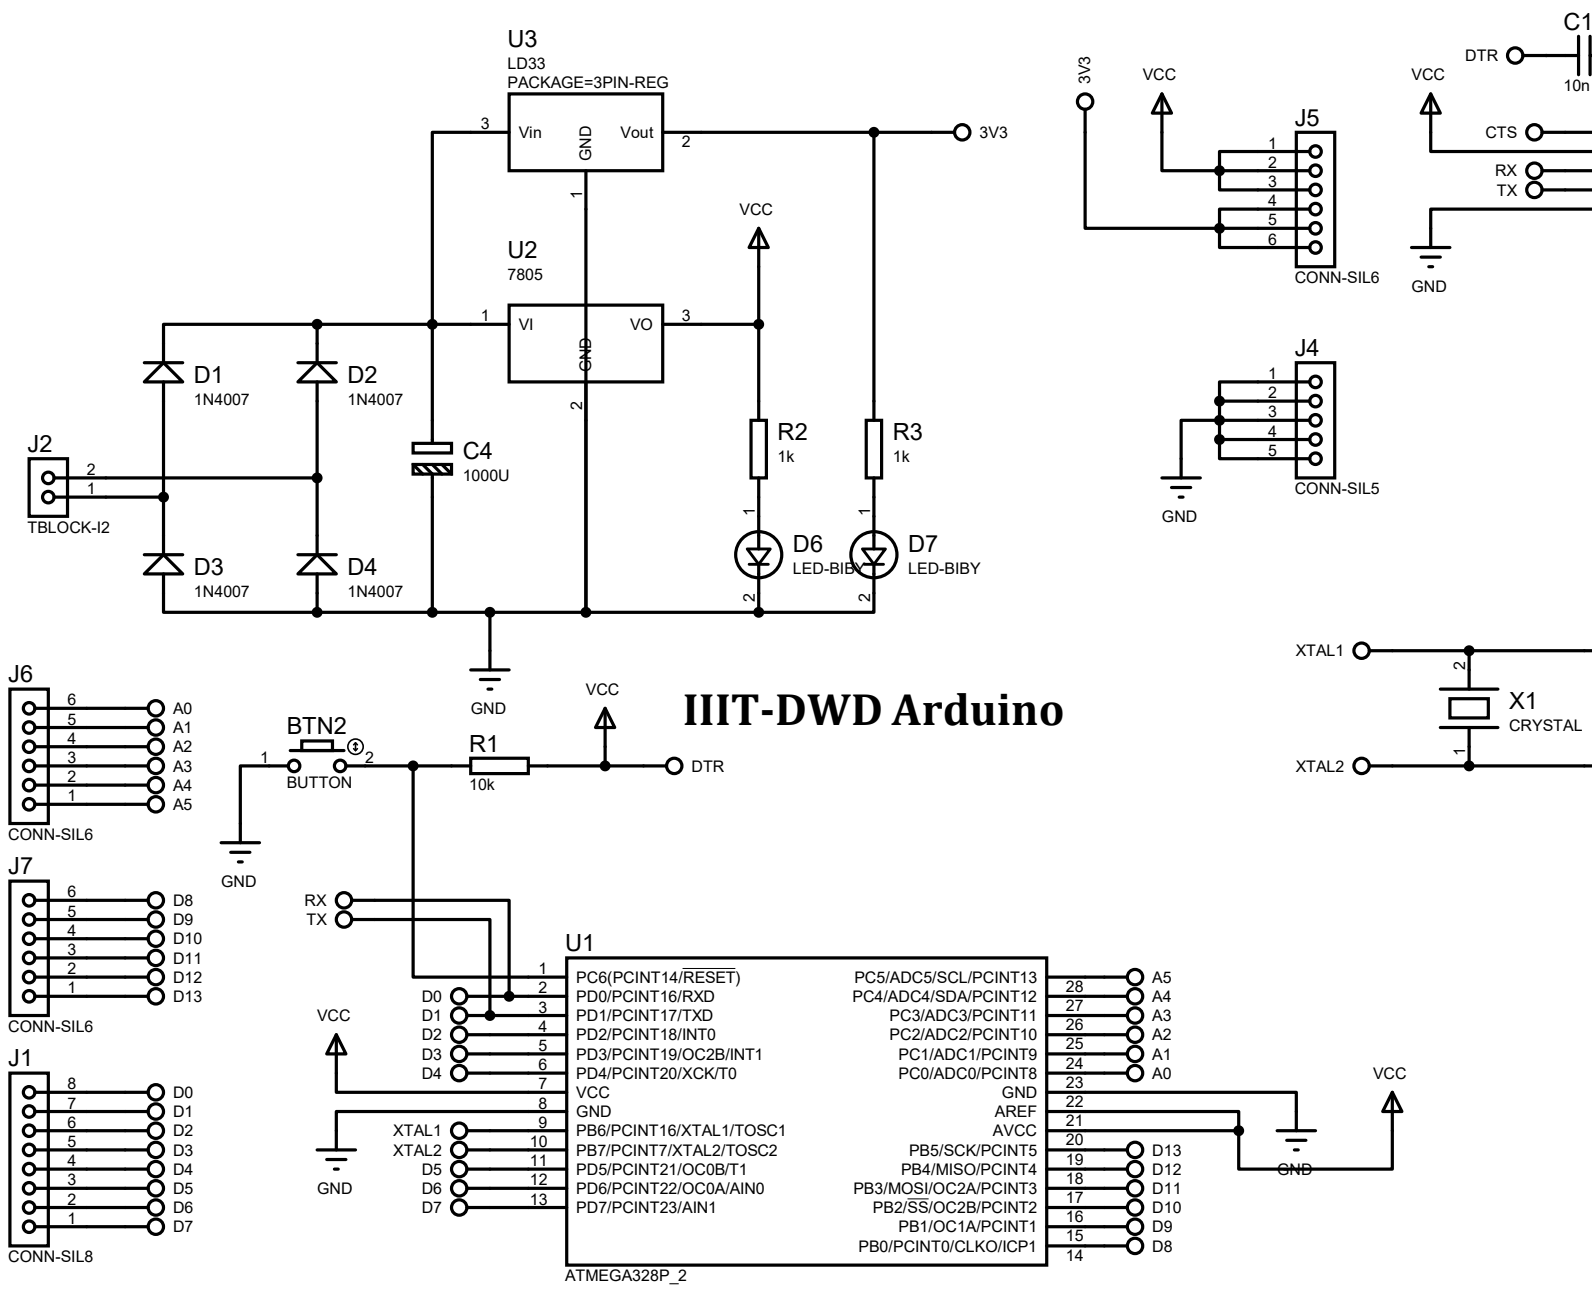 U3
LD33
PACKAGE=3PIN-REG
3
Vin
GND
Vout
2
1
3V3
U2
7805
1
VI
GND
VO
3
2
VCC
D1
1N4007
D2
1N4007
D3
1N4007
D4
1N4007
J2
2
1
TBLOCK-I2
C4
1000U
R2
1k
R3
1k
1
D6
LED-BIBY
2
1
D7
LED-BIBY
2
GND
3V3
VCC
J5
1
2
3
4
5
6
CONN-SIL6
J4
1
2
3
4
5
CONN-SIL5
GND
C1
10n
DTR
VCC
CTS
RX
TX
GND
XTAL1
2
X1
CRYSTAL
1
XTAL2
IIIT-DWD Arduino
J6
6 A0
5 A1
4 A2
3 A3
2 A4
1 A5
CONN-SIL6
J7
6 D8
5 D9
4 D10
3 D11
2 D12
1 D13
CONN-SIL6
J1
8 D0
7 D1
6 D2
5 D3
4 D4
3 D5
2 D6
1 D7
CONN-SIL8
BTN2
1
2
BUTTON
GND
R1
10k
VCC
DTR
RX
TX
U1
1 PC6(PCINT14/RESET)
D0 2 PD0/PCINT16/RXD
D1 3 PD1/PCINT17/TXD
D2 4 PD2/PCINT18/INT0
D3 5 PD3/PCINT19/OC2B/INT1
D4 6 PD4/PCINT20/XCK/T0
VCC
7 VCC
8 GND
GND
XTAL1 9 PB6/PCINT16/XTAL1/TOSC1
XTAL2 10 PB7/PCINT7/XTAL2/TOSC2
D5 11 PD5/PCINT21/OC0B/T1
D6 12 PD6/PCINT22/OC0A/AIN0
D7 13 PD7/PCINT23/AIN1
PC5/ADC5/SCL/PCINT13 28 A5
PC4/ADC4/SDA/PCINT12 27 A4
PC3/ADC3/PCINT11 26 A3
PC2/ADC2/PCINT10 25 A2
PC1/ADC1/PCINT9 24 A1
PC0/ADC0/PCINT8 23 A0
GND 22
AREF 21
AVCC 20
PB5/SCK/PCINT5 19 D13
PB4/MISO/PCINT4 18 D12
PB3/MOSI/OC2A/PCINT3 17 D11
PB2/SS/OC2B/PCINT2 16 D10
PB1/OC1A/PCINT1 15 D9
PB0/PCINT0/CLKO/ICP1 14 D8
VCC
GND
ATMEGA328P_2